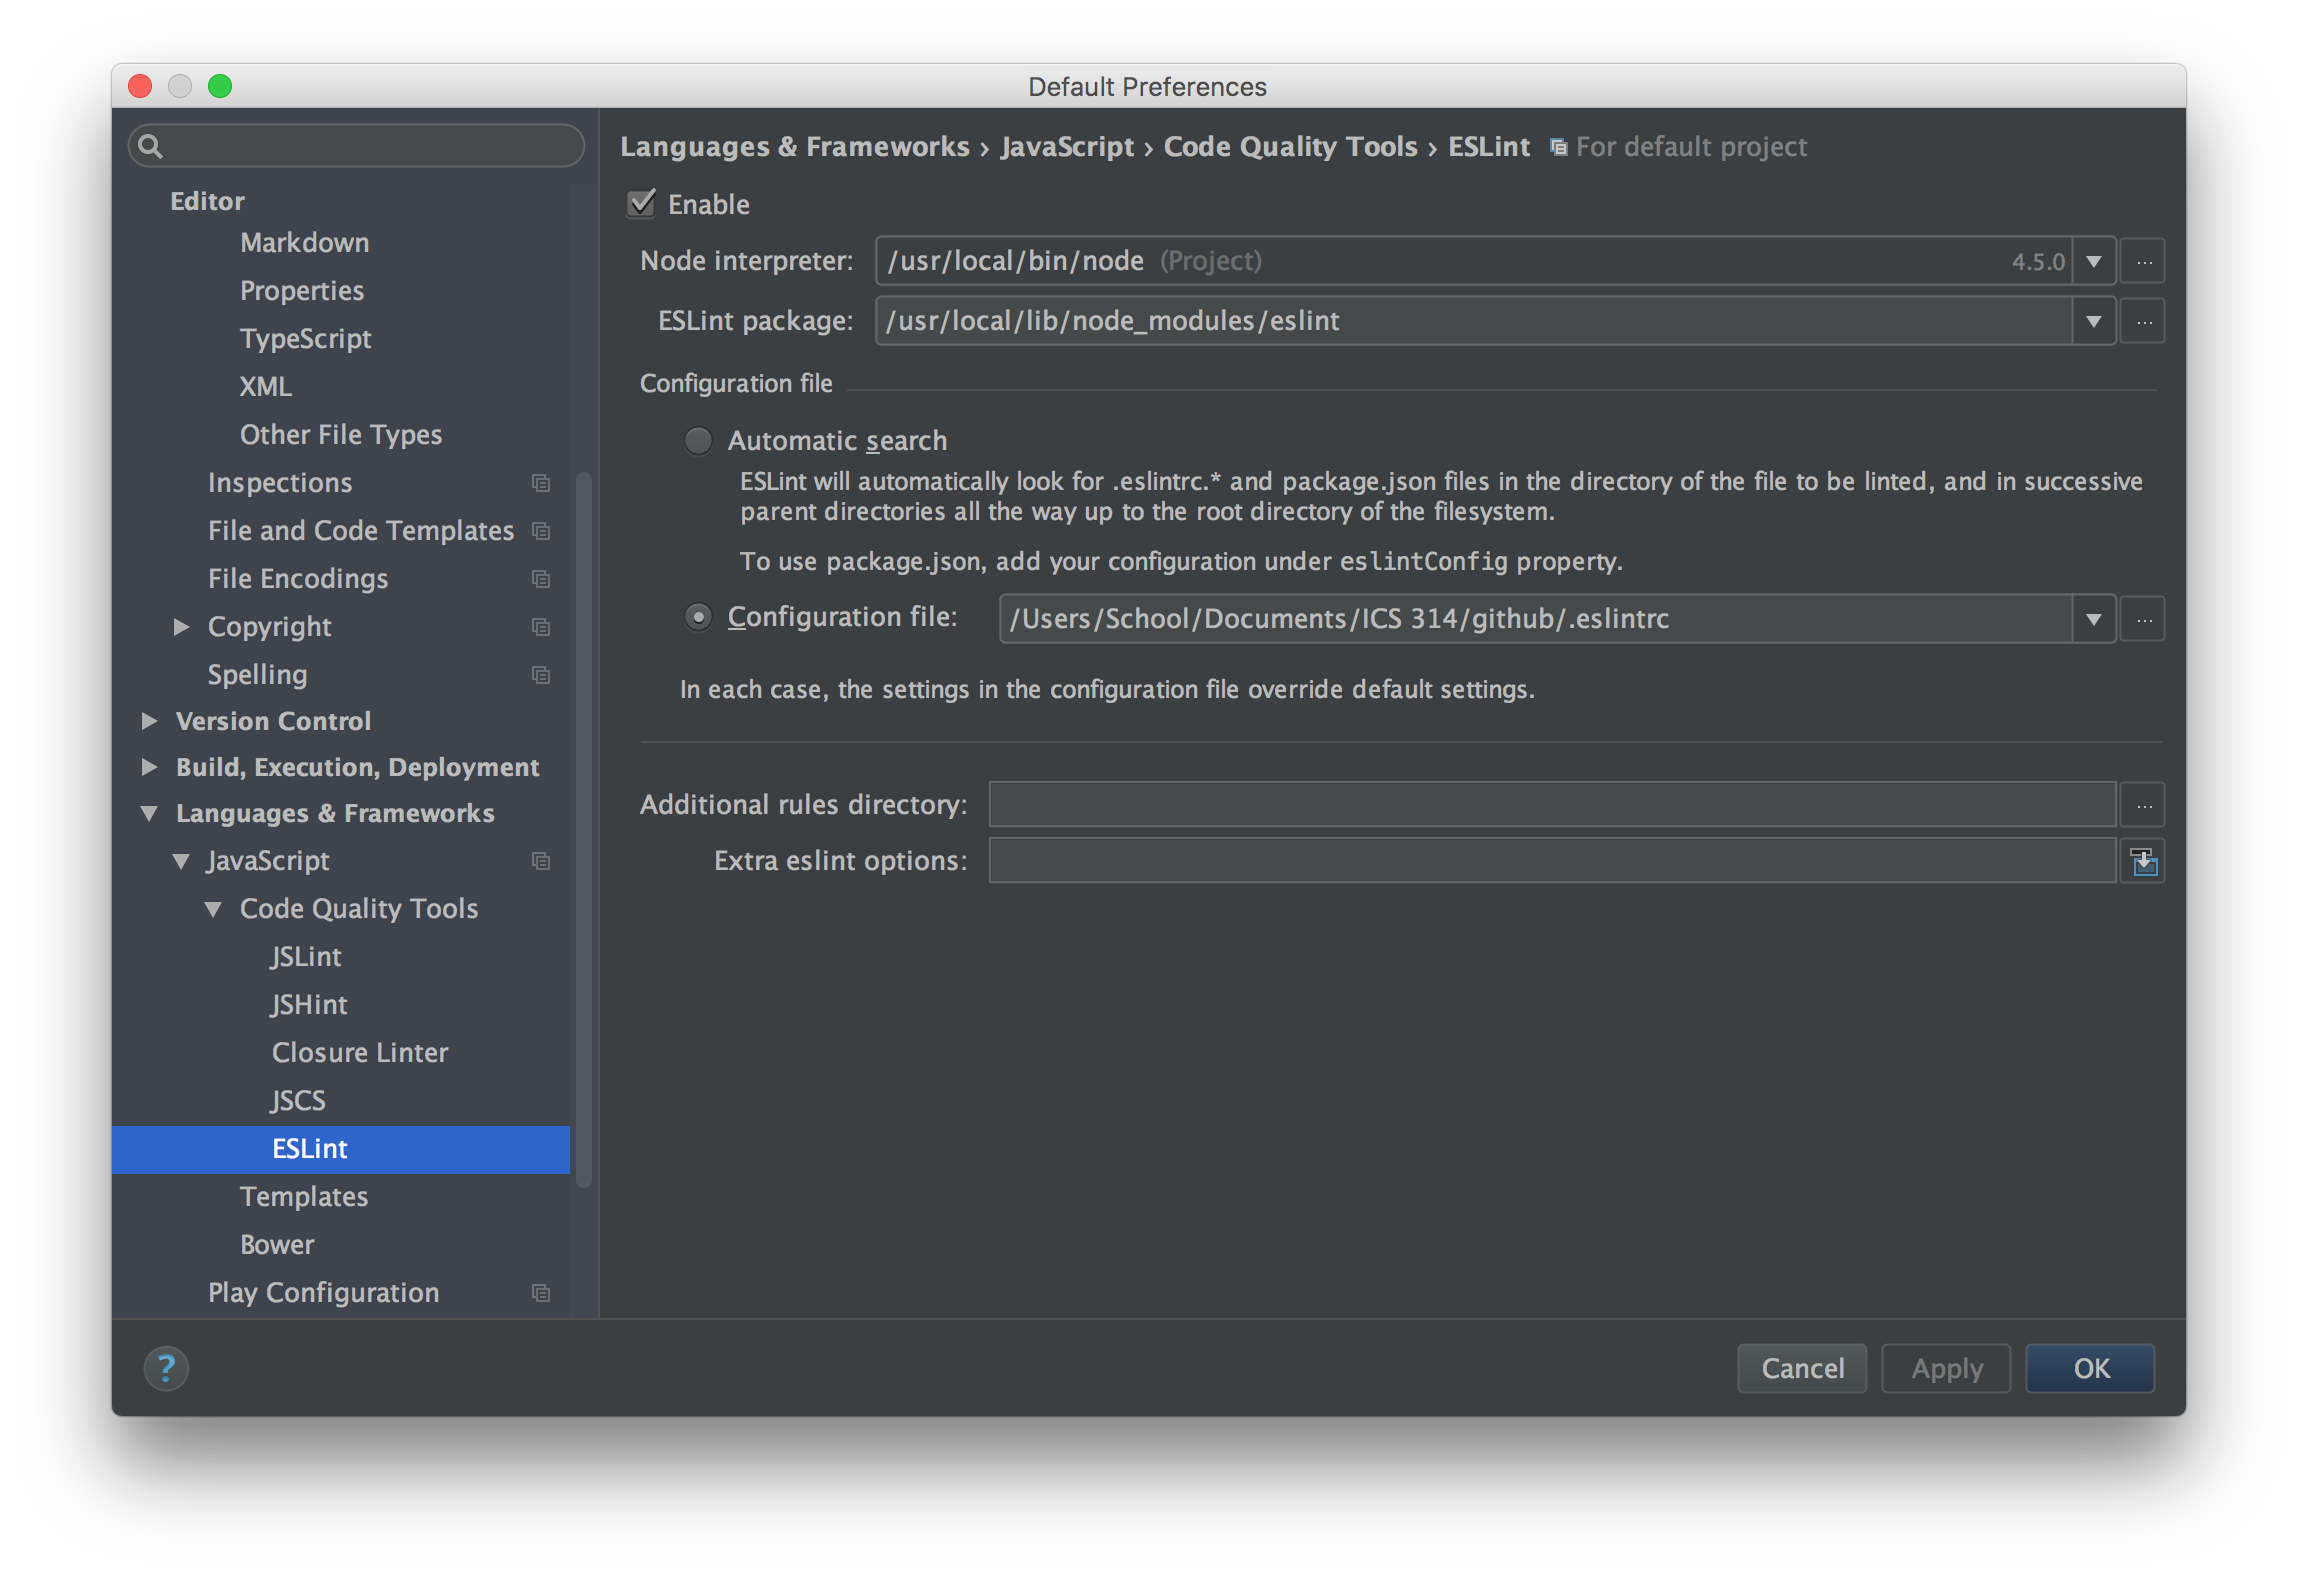 Default Preferences
Languages & Frameworks › JavaScript › Code Quality Tools › ESLint For default project
Editor
Markdown
Properties
TypeScript
XML
Other File Types
Inspections
File and Code Templates
File Encodings
Copyright
Spelling
Version Control
Build, Execution, Deployment
Languages & Frameworks
JavaScript
Code Quality Tools
JSLint
JSHint
Closure Linter
JSCS
ESLint
Templates
Bower
Play Configuration
Enable
Node interpreter: /usr/local/bin/node (Project) 4.5.0 ...
ESLint package: /usr/local/lib/node_modules/eslint ...
Configuration file
Automatic search
ESLint will automatically look for .eslintrc.* and package.json files in the directory of the file to be linted, and in successive
parent directories all the way up to the root directory of the filesystem.
To use package.json, add your configuration under eslintConfig property.
Configuration file: /Users/School/Documents/ICS 314/github/.eslintrc ...
In each case, the settings in the configuration file override default settings.
Additional rules directory: ...
Extra eslint options:
? Cancel Apply OK